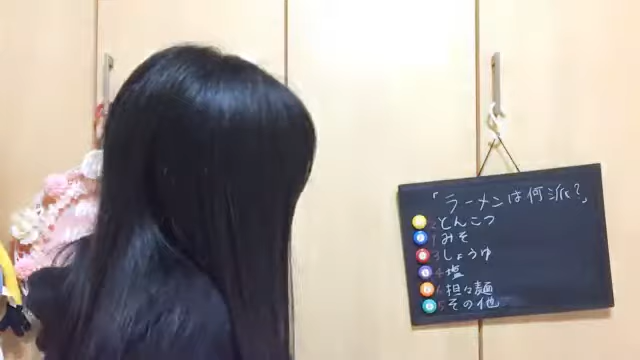 「ラーメンは何派?」
とんこつ
みそ
しょうゆ
塩
担々麺
その他